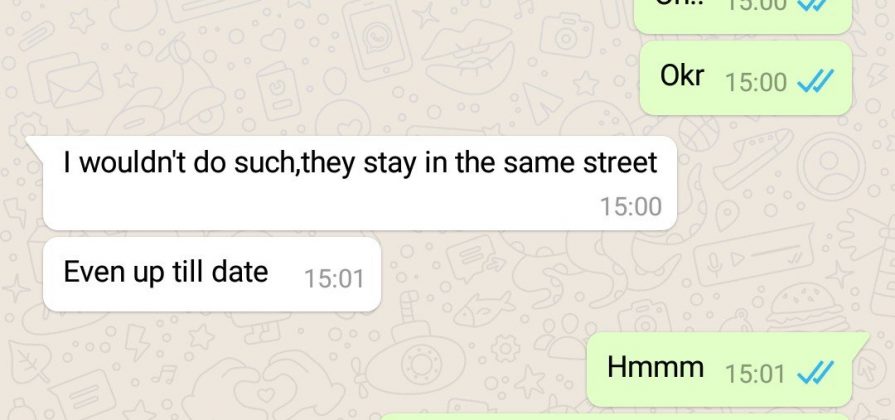 15:00
Okr 15:00
I wouldn't do such,they stay in the same street
15:00
Even up till date 15:01
Hmmm 15:01